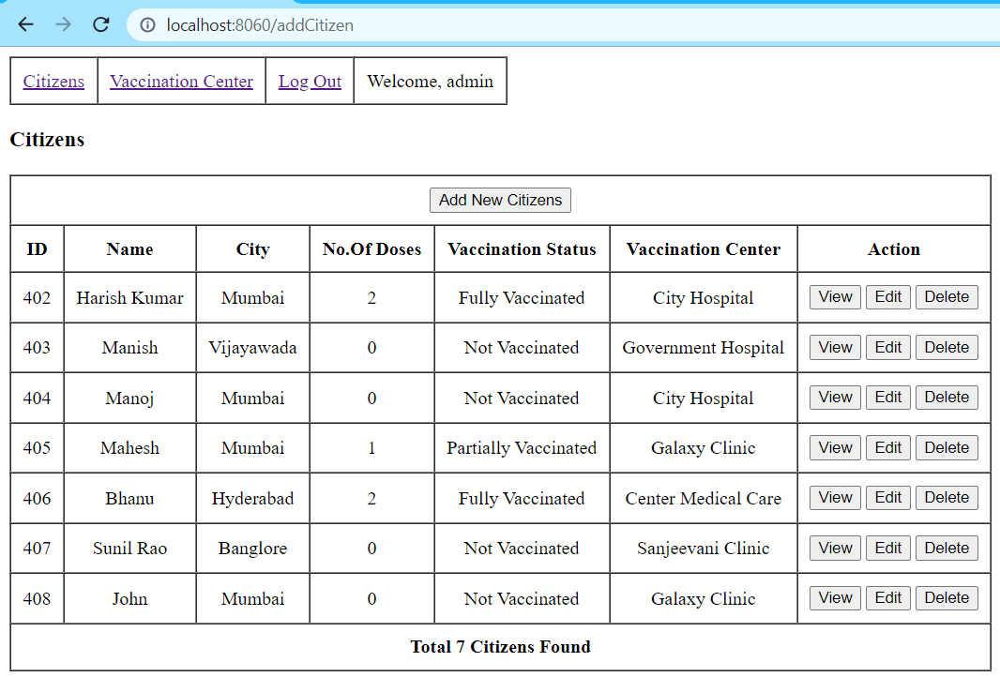 localhost:8060/addCitizen
Citizens Vaccination Center Log Out Welcome, admin
Citizens
Add New Citizens
ID Name City No.Of Doses Vaccination Status Vaccination Center Action
402 Harish Kumar Mumbai 2 Fully Vaccinated City Hospital View Edit Delete
403 Manish Vijayawada 0 Not Vaccinated Government Hospital View Edit Delete
404 Manoj Mumbai 0 Not Vaccinated City Hospital View Edit Delete
405 Mahesh Mumbai 1 Partially Vaccinated Galaxy Clinic View Edit Delete
406 Bhanu Hyderabad 2 Fully Vaccinated Center Medical Care View Edit Delete
407 Sunil Rao Banglore 0 Not Vaccinated Sanjeevani Clinic View Edit Delete
408 John Mumbai 0 Not Vaccinated Galaxy Clinic View Edit Delete
Total 7 Citizens Found